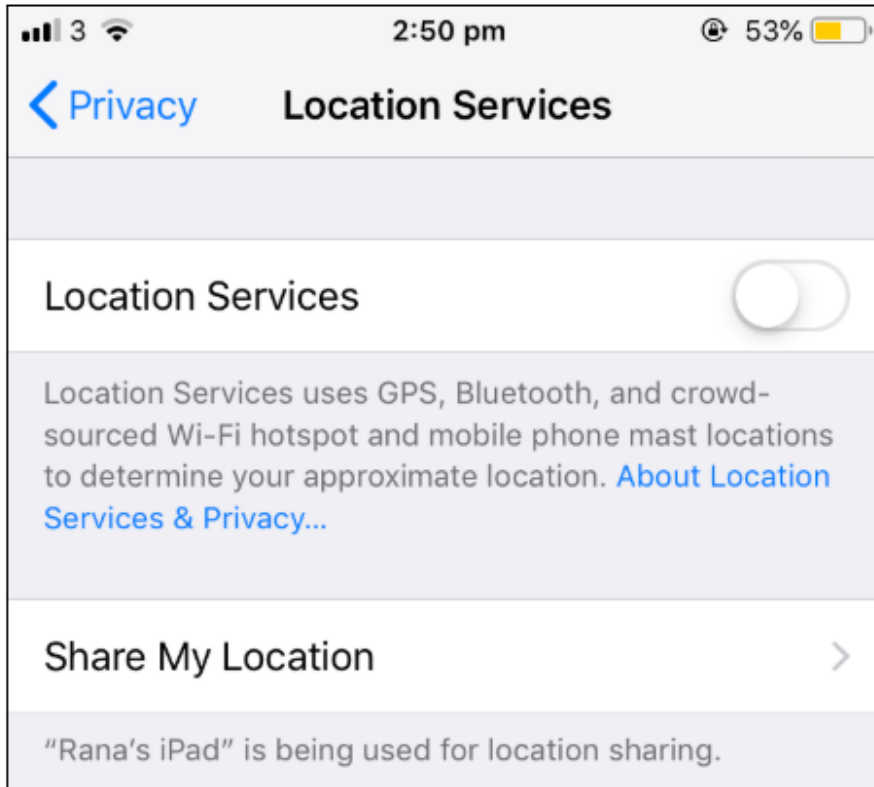 3 2:50 pm 53%
Privacy Location Services
Location Services
Location Services uses GPS, Bluetooth, and crowd-
sourced Wi-Fi hotspot and mobile phone mast locations
to determine your approximate location. About Location
Services & Privacy...
Share My Location
“Rana’s iPad” is being used for location sharing.